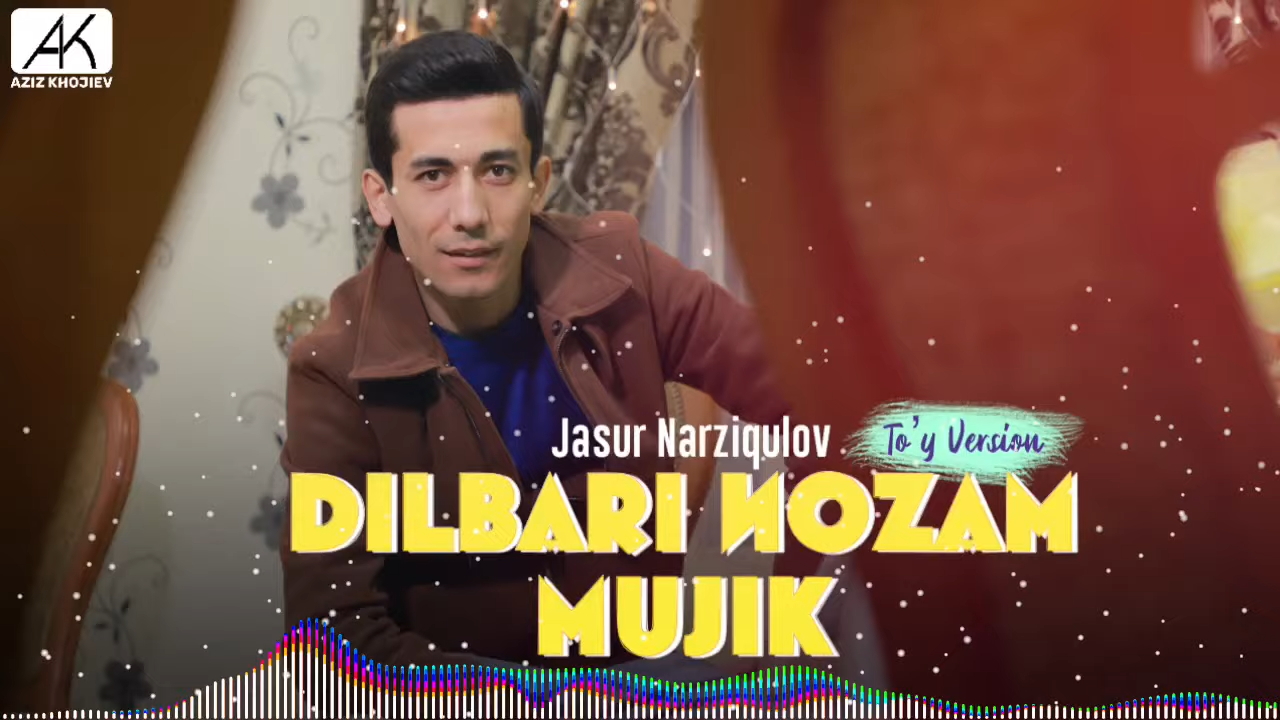 AK
AZIZ KHOJIEV
Jasur Narziqulov
To'y Version
DILBARI NOZAM
MUJIK